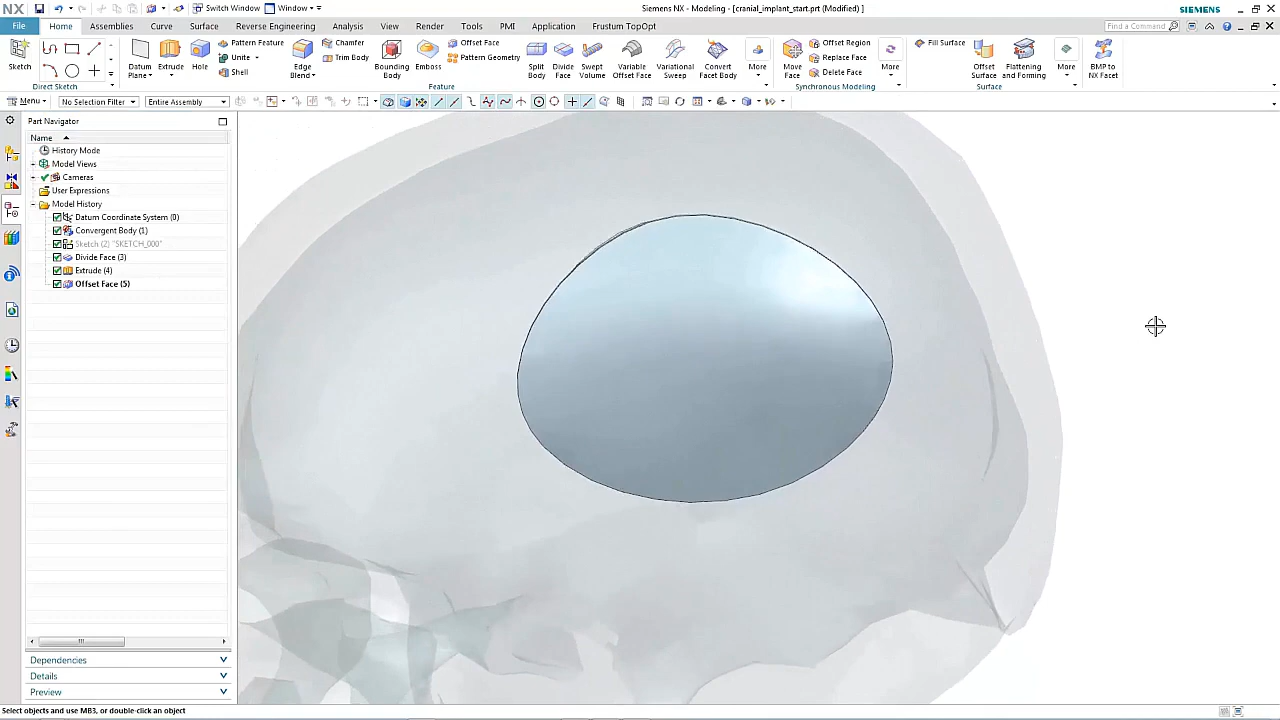 NX Switch Window Window Siemens NX - Modeling - [cranial_implant_start.prt (Modified) ] SIEMENS
File Home Assemblies Curve Surface Reverse Engineering Analysis View Render Tools PMI Application Frustum TopOpt Find a Command
Sketch
Direct Sketch
Datum Plane
Extrude
Hole
Pattern Feature
Unite
Shell
Edge Blend
Chamfer
Trim Body
Bounding Body
Emboss
Offset Face
Pattern Geometry
Split Body
Divide Face
Swept Volume
Variable Offset Face
Variational Sweep
Convert Facet Body
More
Feature
Move Face
Offset Region
Replace Face
Delete Face
More
Synchronous Modeling
Fill Surface
Offset Surface
Flattening and Forming
More
Surface
BMP to NX Facet
Menu No Selection Filter Entire Assembly
Part Navigator
Name
History Mode
Model Views
Cameras
User Expressions
Model History
Datum Coordinate System (0)
Convergent Body (1)
Sketch (2) "SKETCH_000"
Divide Face (3)
Extrude (4)
Offset Face (5)
Dependencies
Details
Preview
Select objects and use MB3, or double-click an object